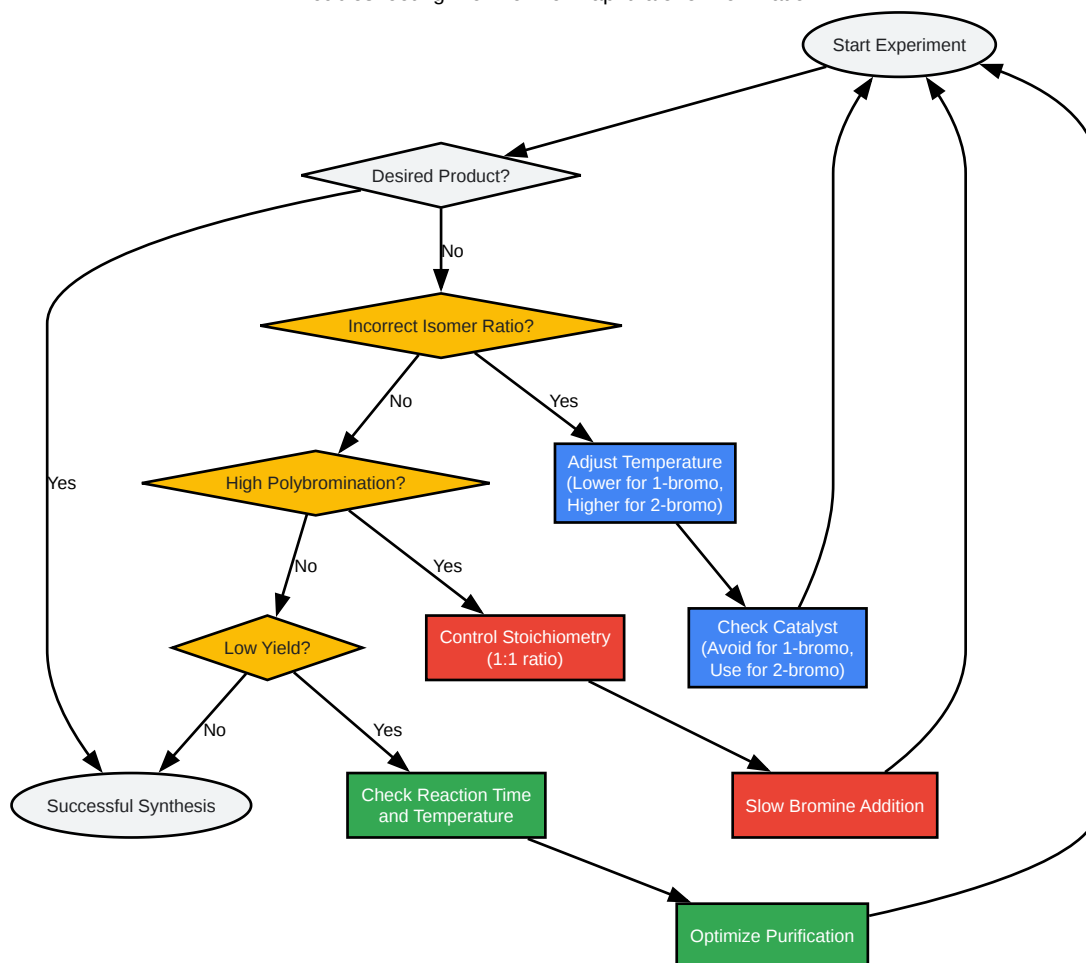 Start Experiment
Desired Product?
No
Incorrect Isomer Ratio?
No
Yes
Adjust Temperature
(Lower for 1-bromo,
Higher for 2-bromo)
High Polybromination?
Yes
No
Yes
Check Catalyst
(Avoid for 1-bromo,
Use for 2-bromo)
Control Stoichiometry
(1:1 ratio)
Low Yield?
No
Yes
Successful Synthesis
Check Reaction Time
and Temperature
Slow Bromine Addition
Optimize Purification